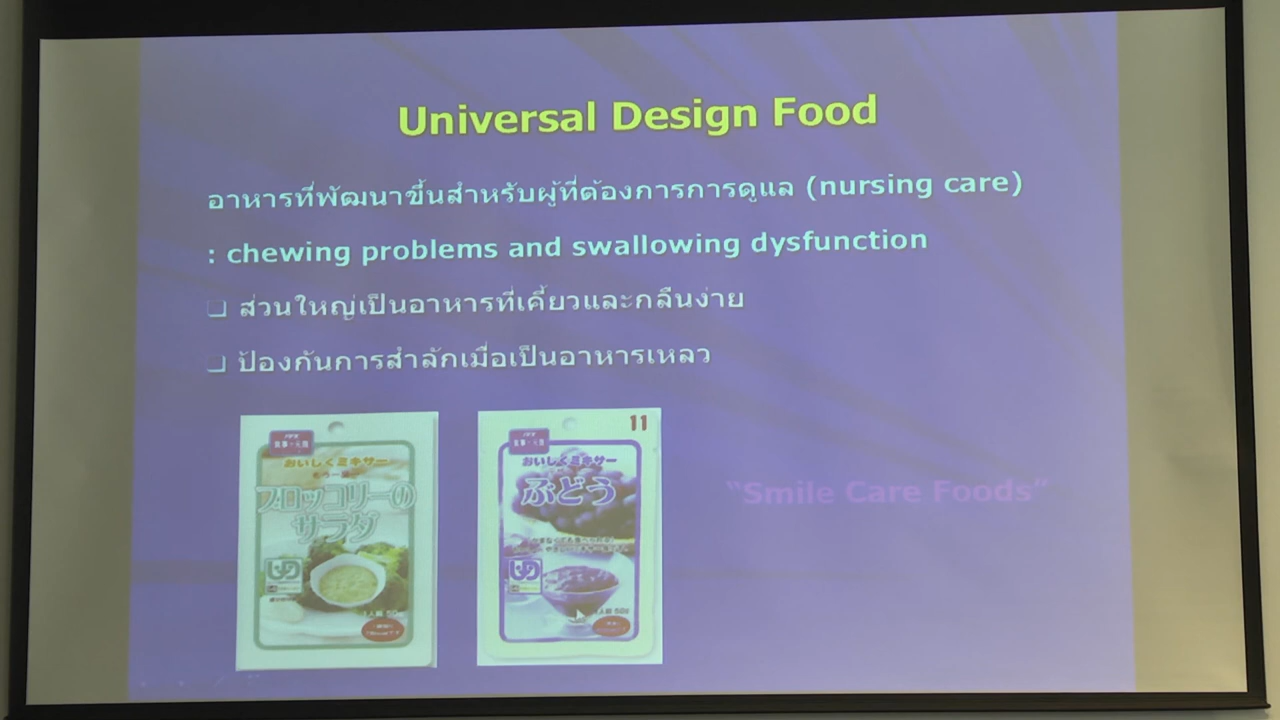 Universal Design Food
อาหารที่พัฒนาขึ้นสำหรับผู้ที่ต้องการการดูแล (nursing care)
: chewing problems and swallowing dysfunction
❑ ส่วนใหญ่เป็นอาหารที่เคี้ยวและกลืนง่าย
❑ ป้องกันการสำลักเมื่อเป็นอาหารเหลว
おいしくミキサー
ブロッコリーの
サラダ
11
おいしくミキサー
ぶどう
"Smile Care Foods"